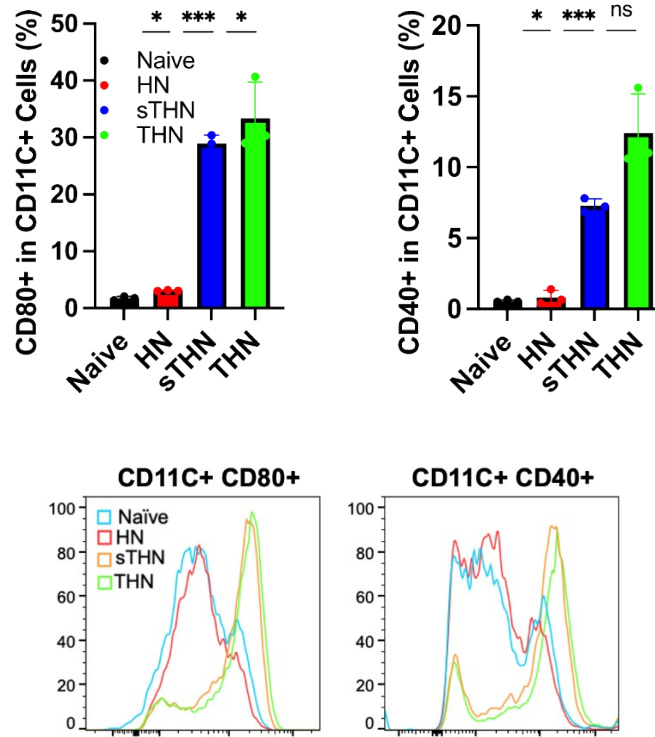 * *** *
CD80+ in CD11C+ Cells (%)
50
40
30
20
10
0
Naive
HN
sTHN
THN
Naive
HN
sTHN
THN
* *** ns
CD40+ in CD11C+ Cells (%)
20
15
10
5
0
Naive
HN
sTHN
THN
CD11C+ CD80+
100
80
60
40
20
0
Naïve
HN
sTHN
THN
CD11C+ CD40+
100
80
60
40
20
0